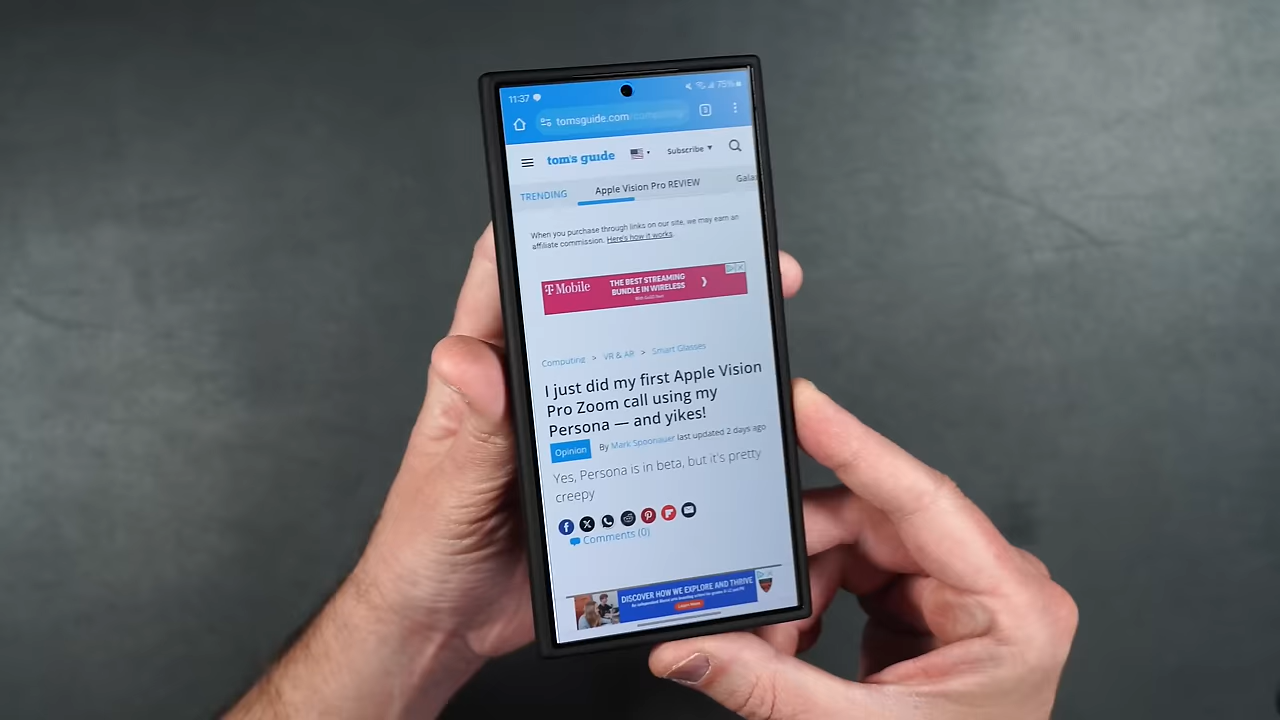 11:37
75%
tomsguide.com
3
tom's guide
Subscribe
TRENDING Apple Vision Pro REVIEW
When you purchase through links on our site, we may earn an
affiliate commission. Here's how it works.
T Mobile
THE BEST STREAMING
BUNDLE IN WIRELESS
Computing > VR & AR > Smart Glasses
I just did my first Apple Vision
Pro Zoom call using my
Persona — and yikes!
Opinion By Mark Spoonauer last updated 2 days ago
Yes, Persona is in beta, but it's pretty
creepy
Comments (0)
DISCOVER HOW WE EXPLORE AND THRIVE
Learn More